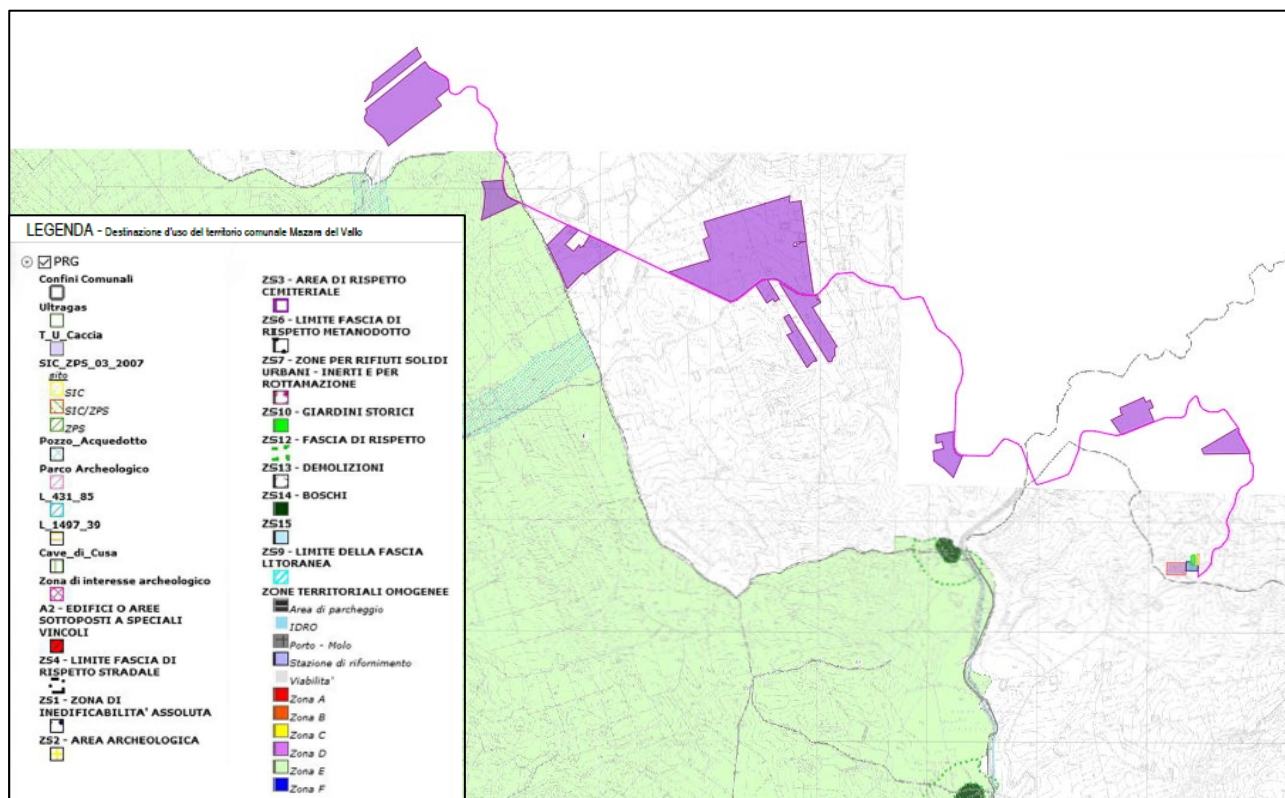 LEGENDA - Destinazione d'uso del territorio comunale Mazara del Vallo
PRG
Confini Comunali
Ultragas
T_U_Caccia
SIC_ZPS_03_2007
sito
SIC
SIC/ZPS
ZPS
Pozzo_Acquedotto
Parco Archeologico
L_431_85
L_1497_39
Cave_di_Cusa
Zona di interesse archeologico
A2 - EDIFICI O AREE
SOTTOPOSTI A SPECIALI
VINCOLI
ZS4 - LIMITE FASCIA DI
RISPETTO STRADALE
ZS1 - ZONA DI
INEDIFICABILITA' ASSOLUTA
ZS2 - AREA ARCHEOLOGICA
ZS3 - AREA DI RISPETTO
CIMITERIALE
ZS6 - LIMITE FASCIA DI
RISPETTO METANODOTTO
ZS7 - ZONE PER RIFIUTI SOLIDI
URBANI - INERTI E PER
ROTTAMAZIONE
ZS10 - GIARDINI STORICI
ZS12 - FASCIA DI RISPETTO
ZS13 - DEMOLIZIONI
ZS14 - BOSCHI
ZS15
ZS9 - LIMITE DELLA FASCIA
LITORANEA
ZONE TERRITORIALI OMOGENEE
Area di parcheggio
IDRO
Porto - Molo
Stazione di rifornimento
Viabilita'
Zona A
Zona B
Zona C
Zona D
Zona E
Zona F